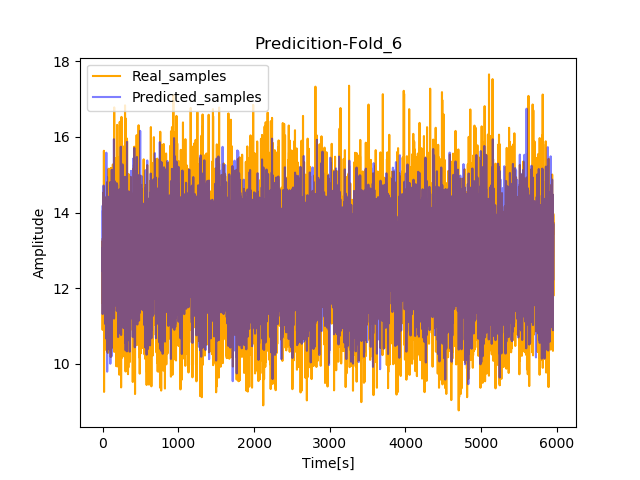 Predicition-Fold_6
18
Real_samples
Predicted_samples
16
14
12
10
Amplitude
0 1000 2000 3000 4000 5000 6000
Time[s]